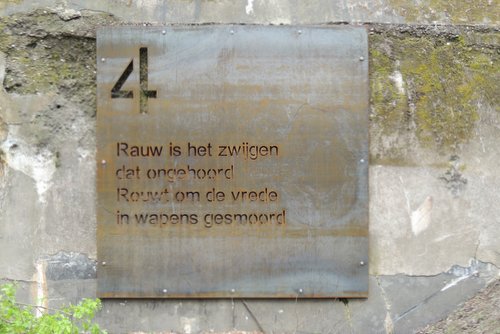 4
Rauw is het zwijgen
dat ongehoord
Rouwt om de vrede
in wapens gesmoord